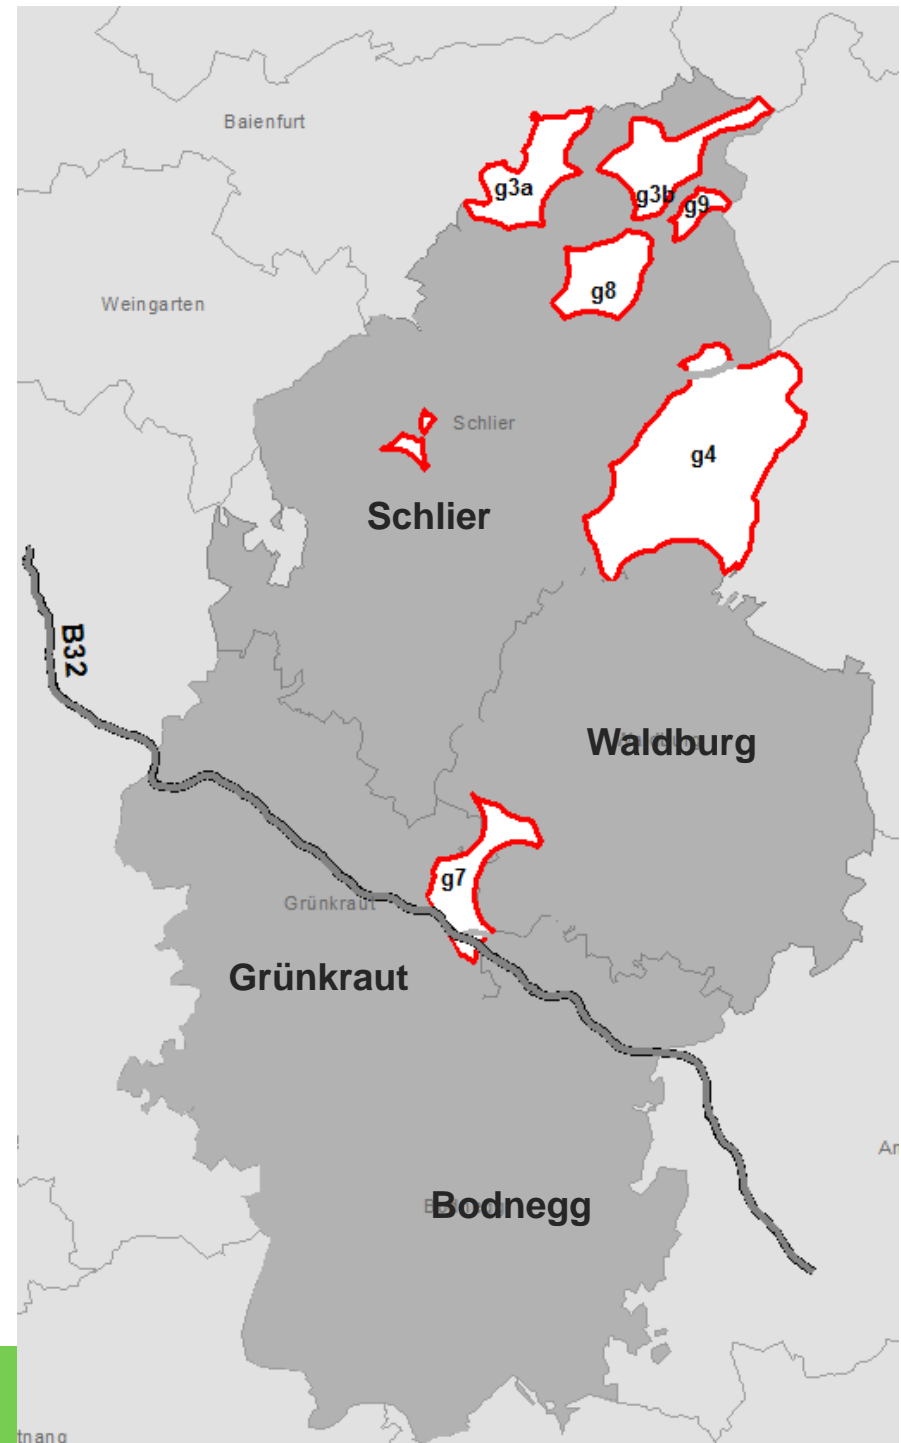 Baienfurt
g3a
g3b
g9
g8
Weingarten
Schlier
g4
Schlier
B32
Waldburg
g7
Grünkraut
Grünkraut
Bodnegg